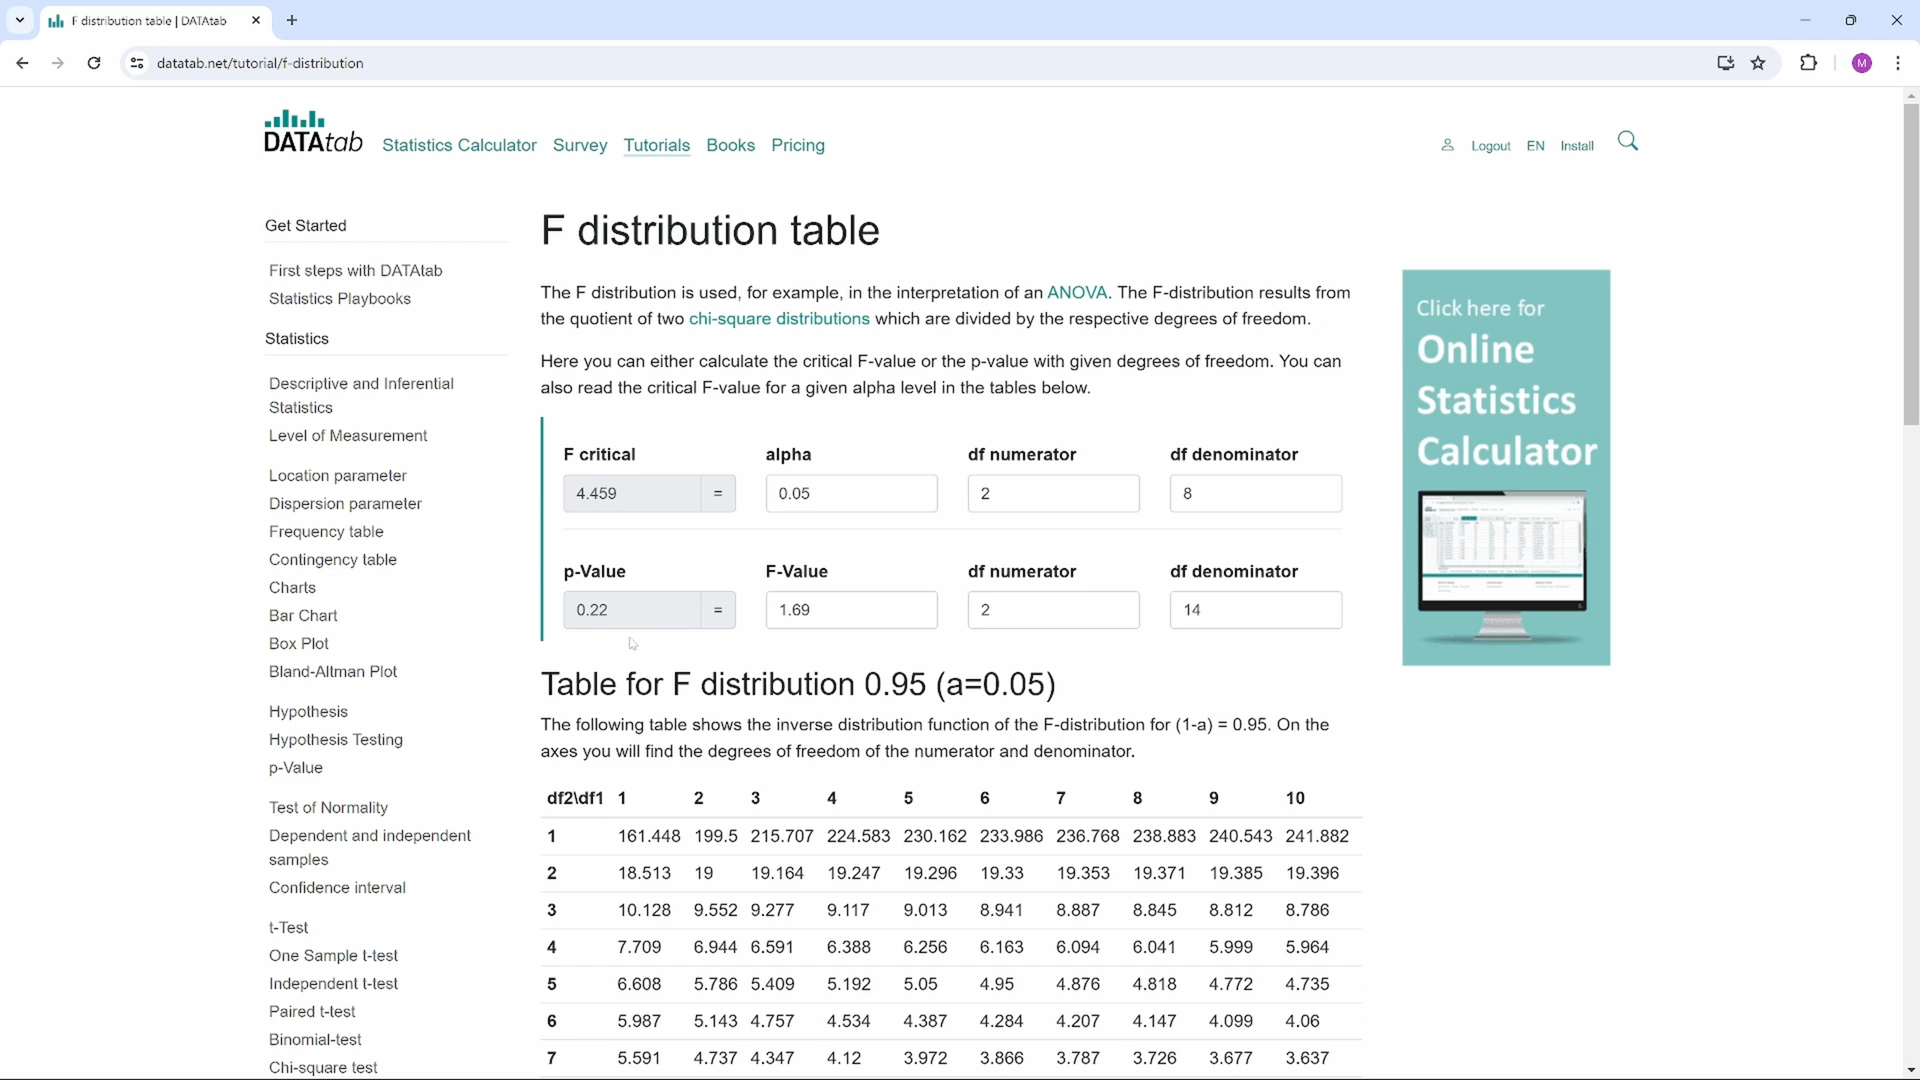 F distribution table | DATAtab
datatab.net/tutorial/f-distribution
M
DATAtab
Statistics Calculator Survey Tutorials Books Pricing
Logout EN Install
Get Started
First steps with DATAtab
Statistics Playbooks
Statistics
Descriptive and Inferential
Statistics
Level of Measurement
Location parameter
Dispersion parameter
Frequency table
Contingency table
Charts
Bar Chart
Box Plot
Bland-Altman Plot
Hypothesis
Hypothesis Testing
p-Value
Test of Normality
Dependent and independent
samples
Confidence interval
t-Test
One Sample t-test
Independent t-test
Paired t-test
Binomial-test
Chi-square test
F distribution table
The F distribution is used, for example, in the interpretation of an ANOVA. The F-distribution results from
the quotient of two chi-square distributions which are divided by the respective degrees of freedom.
Here you can either calculate the critical F-value or the p-value with given degrees of freedom. You can
also read the critical F-value for a given alpha level in the tables below.
F critical alpha df numerator df denominator
4.459 = 0.05 2 8
p-Value F-Value df numerator df denominator
0.22 = 1.69 2 14
Table for F distribution 0.95 (a=0.05)
The following table shows the inverse distribution function of the F-distribution for (1-a) = 0.95. On the
axes you will find the degrees of freedom of the numerator and denominator.
df2\df1 1 2 3 4 5 6 7 8 9 10
1 161.448 199.5 215.707 224.583 230.162 233.986 236.768 238.883 240.543 241.882
2 18.513 19 19.164 19.247 19.296 19.33 19.353 19.371 19.385 19.396
3 10.128 9.552 9.277 9.117 9.013 8.941 8.887 8.845 8.812 8.786
4 7.709 6.944 6.591 6.388 6.256 6.163 6.094 6.041 5.999 5.964
5 6.608 5.786 5.409 5.192 5.05 4.95 4.876 4.818 4.772 4.735
6 5.987 5.143 4.757 4.534 4.387 4.284 4.207 4.147 4.099 4.06
7 5.591 4.737 4.347 4.12 3.972 3.866 3.787 3.726 3.677 3.637
Click here for
Online
Statistics
Calculator